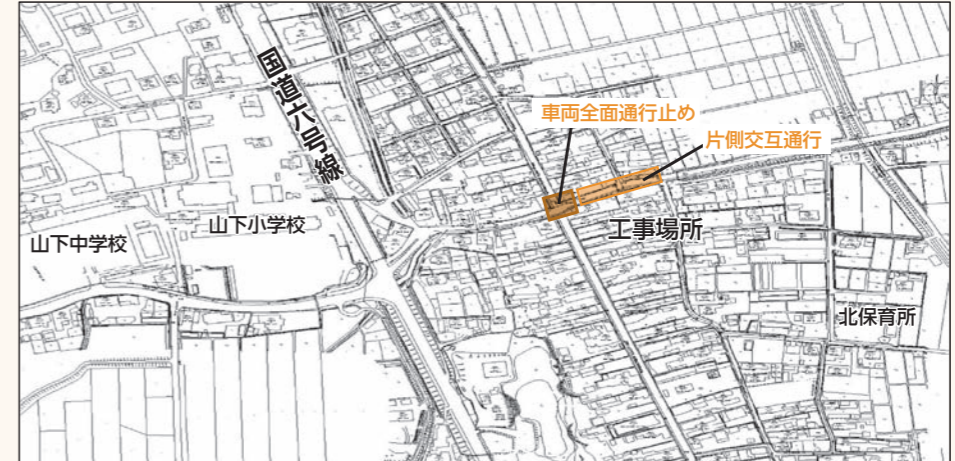 国道六号線
車両全面通行止め
片側交互通行
山下小学校
工事場所
山下中学校
北保育所